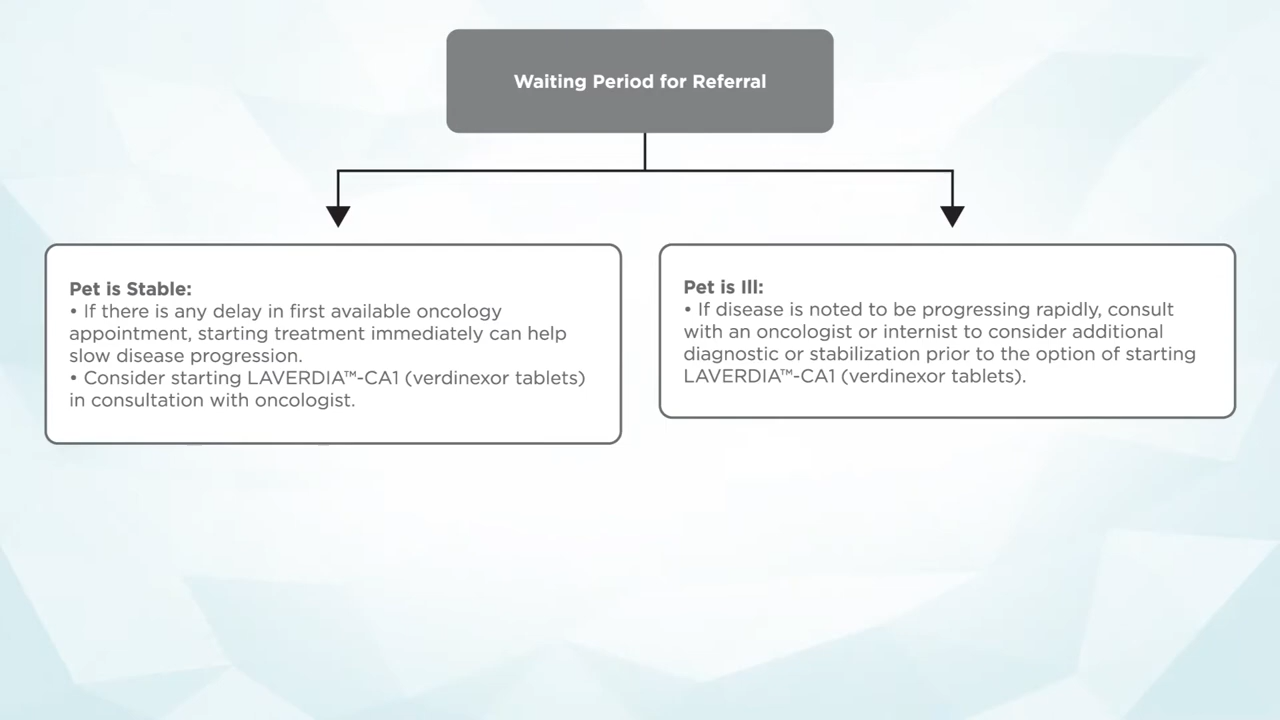 Waiting Period for Referral
Pet is Stable:
• If there is any delay in first available oncology
appointment, starting treatment immediately can help
slow disease progression.
• Consider starting LAVERDIA™-CA1 (verdinexor tablets)
in consultation with oncologist.
Pet is Ill:
• If disease is noted to be progressing rapidly, consult
with an oncologist or internist to consider additional
diagnostic or stabilization prior to the option of starting
LAVERDIA™-CA1 (verdinexor tablets).